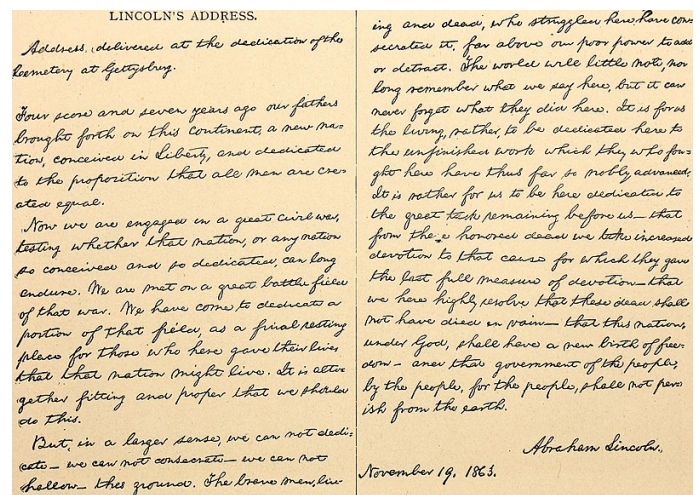 LINCOLN'S ADDRESS.
Address, delivered at the dedication of the
Cemetery at Gettysburg.
Four score and seven years ago our fathers
brought forth on this continent, a new na-
tion, conceived in Liberty, and dedicated
to the proposition that all men are cre-
ated equal.
Now we are engaged in a great civil war,
testing whether that nation, or any nation
so conceived and so dedicated, can long
endure. We are met on a great battle field
of that war. We have come to dedicate a
portion of that field, as a final resting
place for those who here gave their lives
that that nation might live. It is alto-
gether fitting and proper that we should
do this.
But, in a larger sense, we can not dedi-
cate— we can not consecrate— we can not
hallow— this ground. The brave men, liv-
ing and dead, who struggled here, have con-
secrated it, far above our poor power to add
or detract. The world will little note, nor
long remember what we say here, but it can
never forget what they did here. It is for us
the living, rather, to be dedicated here to
the unfinished work which they who fou-
ght here have thus far so nobly advanced.
It is rather for us to be here dedicated to
the great task remaining before us— that
from these honored dead we take increased
devotion to that cause for which they gave
the last full measure of devotion— that
we here highly resolve that these dead shall
not have died in vain— that this nation,
under God, shall have a new birth of free-
dom— and that government of the people,
by the people, for the people, shall not per-
ish from the earth.
Abraham Lincoln.
November 19, 1863.